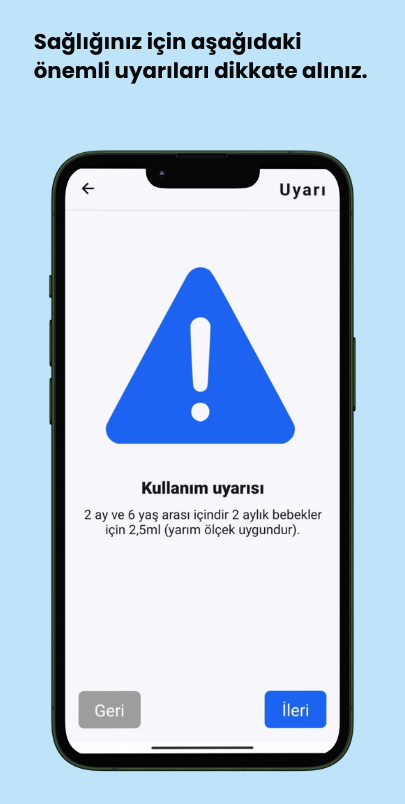 Sağlığınız için aşağıdaki
önemli uyarıları dikkate alınız.
Uyarı
Kullanım uyarısı
2 ay ve 6 yaş arası içindir 2 aylık bebekler
için 2,5ml (yarım ölçek uygundur).
Geri
İleri